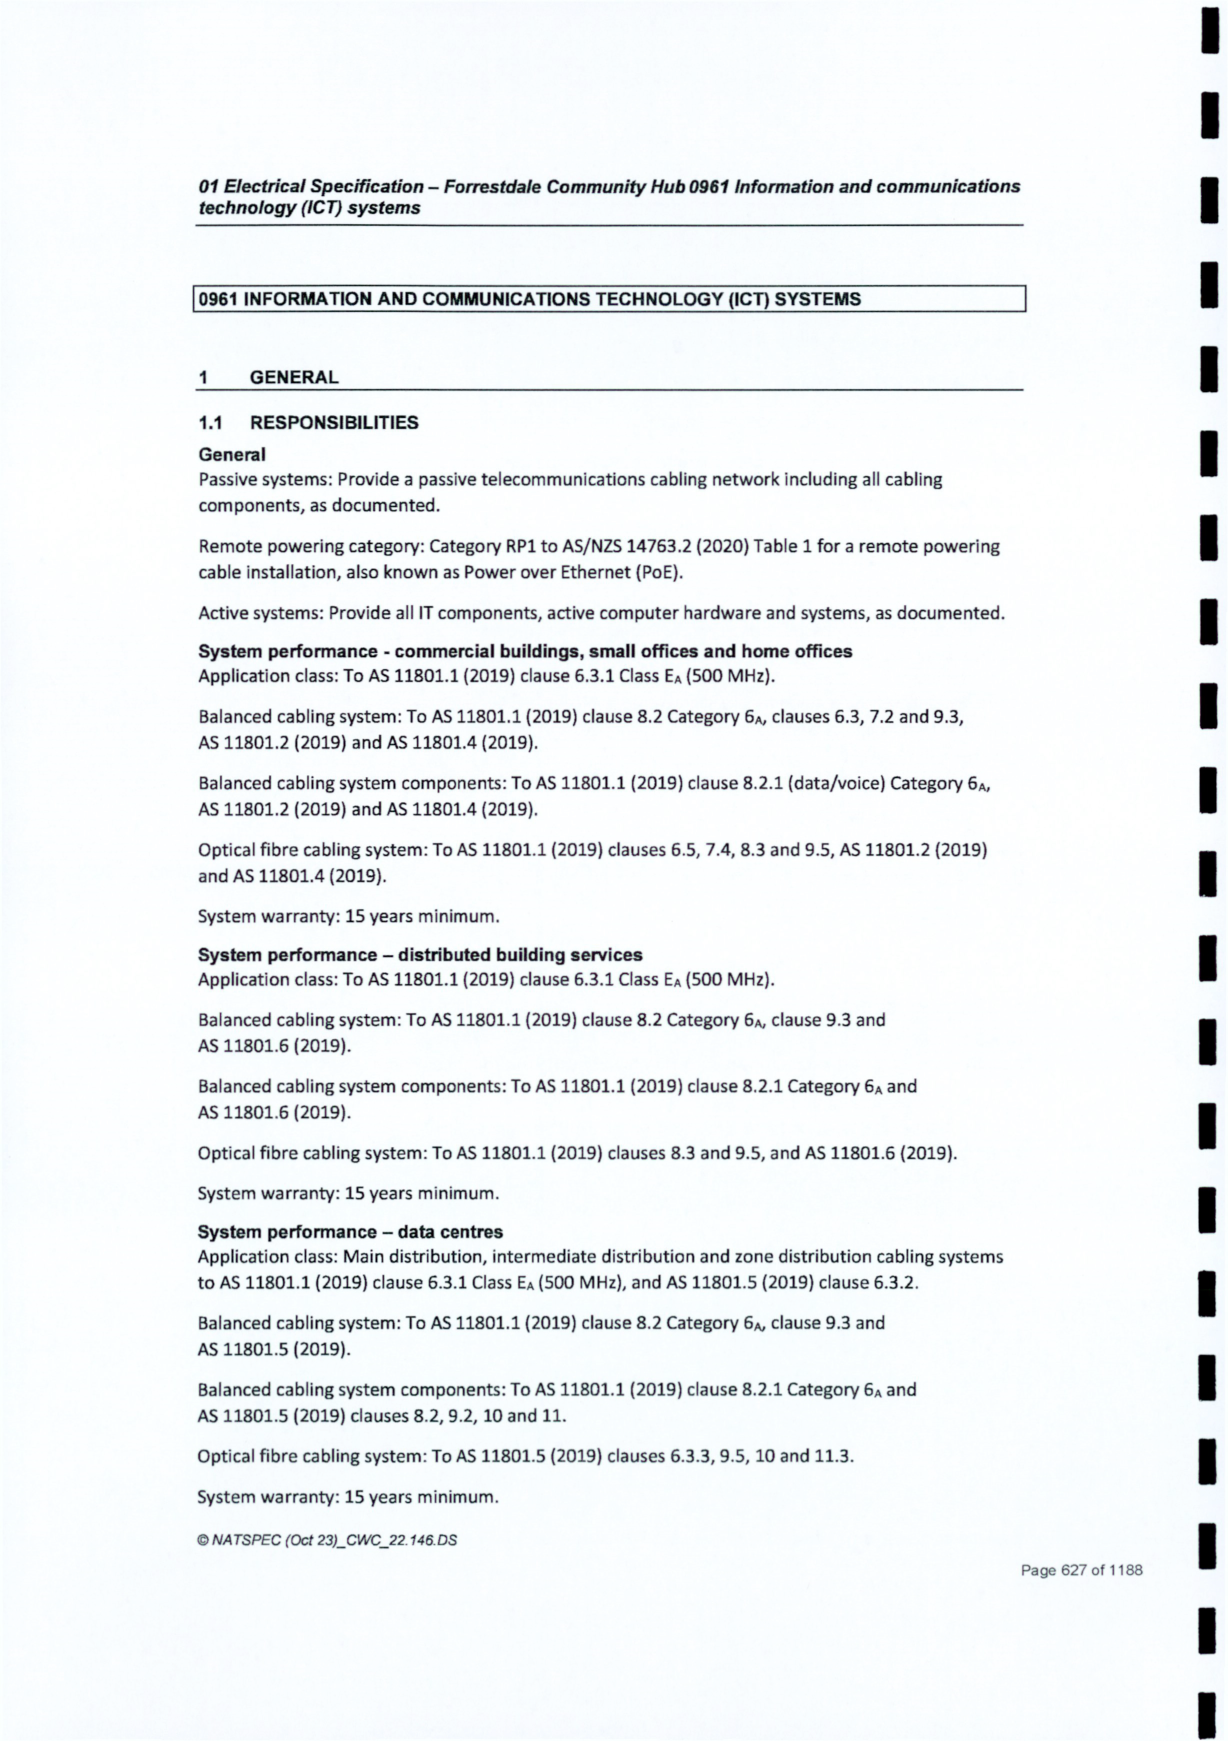 01 Electrical Specification – Forrestdale Community Hub 0961 Information and communications
technology (ICT) systems
0961 INFORMATION AND COMMUNICATIONS TECHNOLOGY (ICT) SYSTEMS
1 GENERAL
1.1 RESPONSIBILITIES
General
Passive systems: Provide a passive telecommunications cabling network including all cabling
components, as documented.
Remote powering category: Category RP1 to AS/NZS 14763.2 (2020) Table 1 for a remote powering
cable installation, also known as Power over Ethernet (PoE).
Active systems: Provide all IT components, active computer hardware and systems, as documented.
System performance - commercial buildings, small offices and home offices
Application class: To AS 11801.1 (2019) clause 6.3.1 Class EA (500 MHz).
Balanced cabling system: To AS 11801.1 (2019) clause 8.2 Category 6A, clauses 6.3, 7.2 and 9.3,
AS 11801.2 (2019) and AS 11801.4 (2019).
Balanced cabling system components: To AS 11801.1 (2019) clause 8.2.1 (data/voice) Category 6A,
AS 11801.2 (2019) and AS 11801.4 (2019).
Optical fibre cabling system: To AS 11801.1 (2019) clauses 6.5, 7.4, 8.3 and 9.5, AS 11801.2 (2019)
and AS 11801.4 (2019).
System warranty: 15 years minimum.
System performance – distributed building services
Application class: To AS 11801.1 (2019) clause 6.3.1 Class EA (500 MHz).
Balanced cabling system: To AS 11801.1 (2019) clause 8.2 Category 6A, clause 9.3 and
AS 11801.6 (2019).
Balanced cabling system components: To AS 11801.1 (2019) clause 8.2.1 Category 6A and
AS 11801.6 (2019).
Optical fibre cabling system: To AS 11801.1 (2019) clauses 8.3 and 9.5, and AS 11801.6 (2019).
System warranty: 15 years minimum.
System performance – data centres
Application class: Main distribution, intermediate distribution and zone distribution cabling systems
to AS 11801.1 (2019) clause 6.3.1 Class EA (500 MHz), and AS 11801.5 (2019) clause 6.3.2.
Balanced cabling system: To AS 11801.1 (2019) clause 8.2 Category 6A, clause 9.3 and
AS 11801.5 (2019).
Balanced cabling system components: To AS 11801.1 (2019) clause 8.2.1 Category 6A and
AS 11801.5 (2019) clauses 8.2, 9.2, 10 and 11.
Optical fibre cabling system: To AS 11801.5 (2019) clauses 6.3.3, 9.5, 10 and 11.3.
System warranty: 15 years minimum.
© NATSPEC (Oct 23)_CWC_22.146.DS
Page 627 of 1188